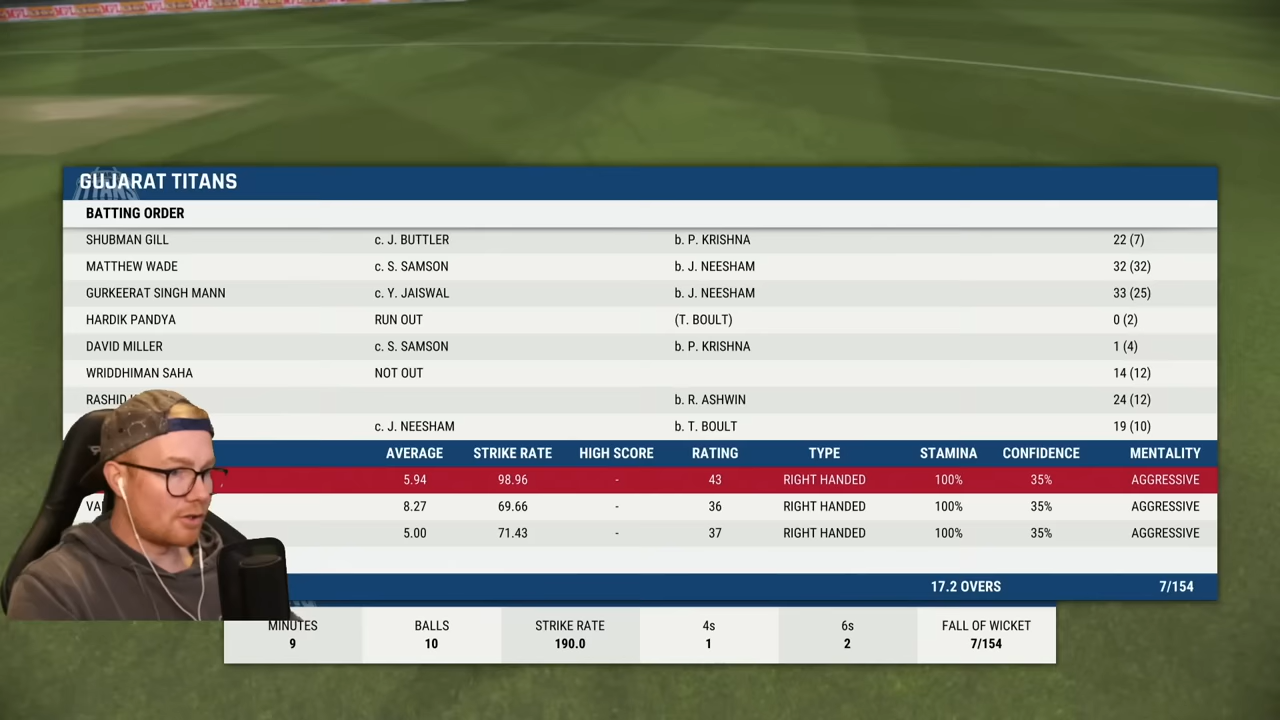 GUJARAT TITANS
BATTING ORDER
SHUBMAN GILL c. J. BUTTLER b. P. KRISHNA 22 (7)
MATTHEW WADE c. S. SAMSON b. J. NEESHAM 32 (32)
GURKEERAT SINGH MANN c. Y. JAISWAL b. J. NEESHAM 33 (25)
HARDIK PANDYA RUN OUT (T. BOULT) 0 (2)
DAVID MILLER c. S. SAMSON b. P. KRISHNA 1 (4)
WRIDDHIMAN SAHA NOT OUT 14 (12)
RASHID b. R. ASHWIN 24 (12)
c. J. NEESHAM b. T. BOULT 19 (10)
AVERAGE STRIKE RATE HIGH SCORE RATING TYPE STAMINA CONFIDENCE MENTALITY
5.94 98.96 - 43 RIGHT HANDED 100% 35% AGGRESSIVE
8.27 69.66 - 36 RIGHT HANDED 100% 35% AGGRESSIVE
5.00 71.43 - 37 RIGHT HANDED 100% 35% AGGRESSIVE
17.2 OVERS 7/154
MINUTES BALLS STRIKE RATE 4s 6s FALL OF WICKET
9 10 190.0 1 2 7/154